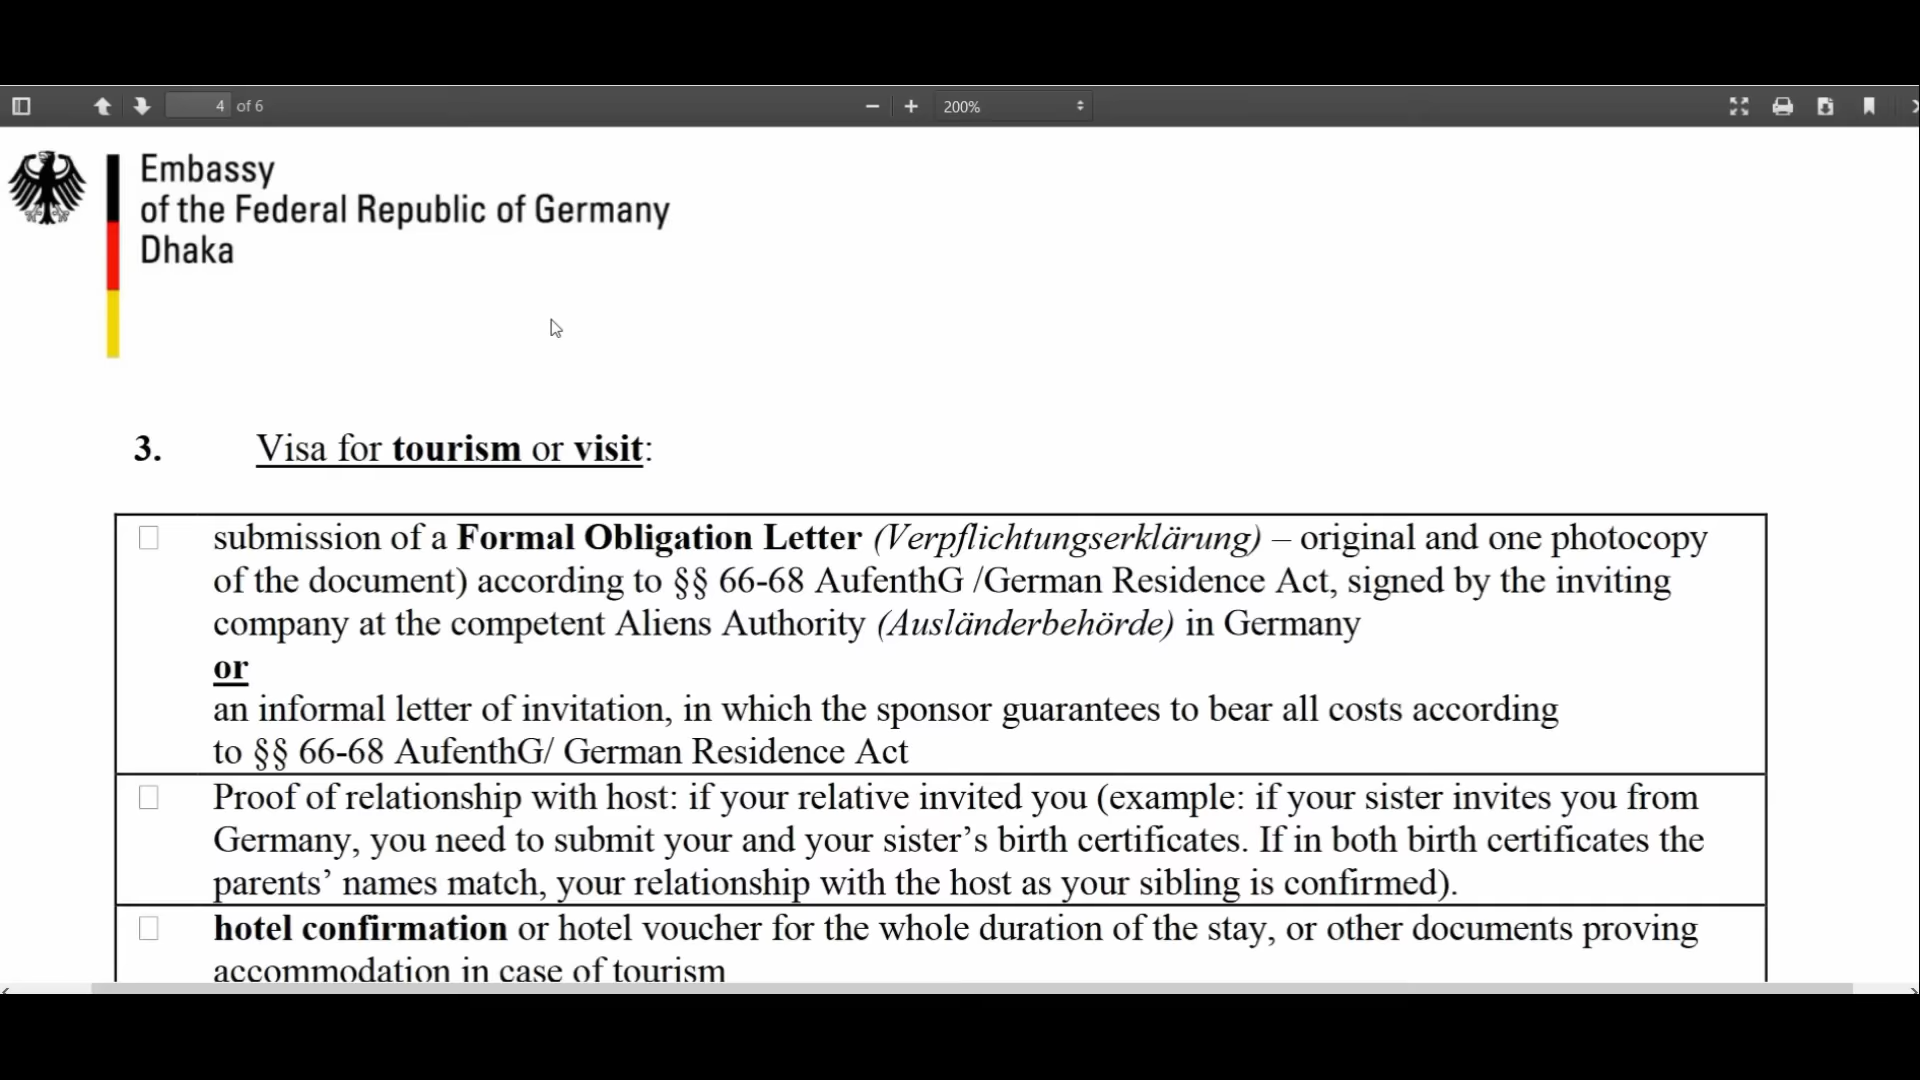 4 of 6
200%
Embassy
of the Federal Republic of Germany
Dhaka
3. Visa for tourism or visit:
submission of a Formal Obligation Letter (Verpflichtungserklärung) – original and one photocopy
of the document) according to §§ 66-68 AufenthG /German Residence Act, signed by the inviting
company at the competent Aliens Authority (Ausländerbehörde) in Germany
or
an informal letter of invitation, in which the sponsor guarantees to bear all costs according
to §§ 66-68 AufenthG/ German Residence Act
Proof of relationship with host: if your relative invited you (example: if your sister invites you from
Germany, you need to submit your and your sister’s birth certificates. If in both birth certificates the
parents’ names match, your relationship with the host as your sibling is confirmed).
hotel confirmation or hotel voucher for the whole duration of the stay, or other documents proving
accommodation in case of tourism